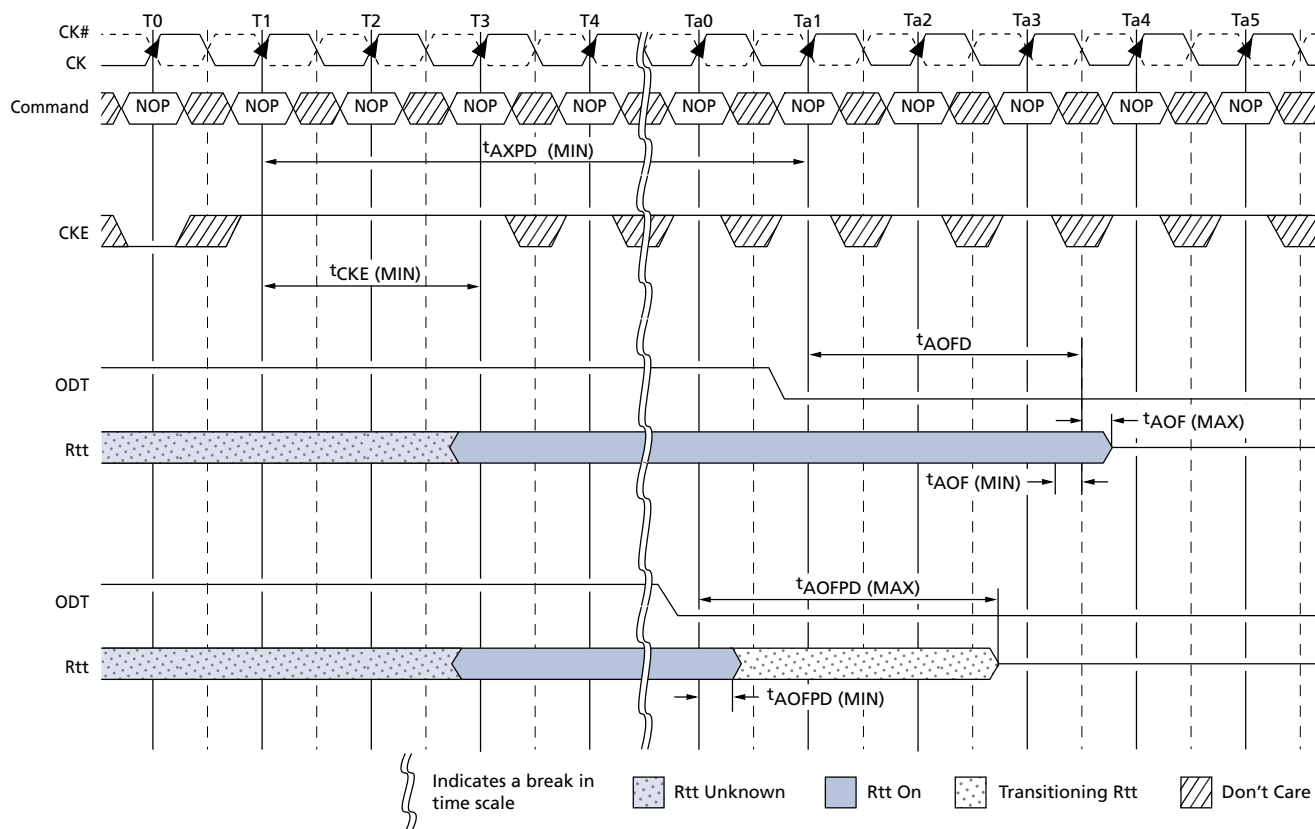 T0 T1 T2 T3 T4 Ta0 Ta1 Ta2 Ta3 Ta4 Ta5
CK#
CK
Command NOP NOP NOP NOP NOP NOP NOP NOP NOP NOP NOP
tAXPD (MIN)
CKE
tCKE (MIN)
tAOFD
ODT
tAOF (MAX)
Rtt
tAOF (MIN)
tAOFPD (MAX)
ODT
Rtt
tAOFPD (MIN)
Indicates a break in
time scale
Rtt Unknown
Rtt On
Transitioning Rtt
Don't Care